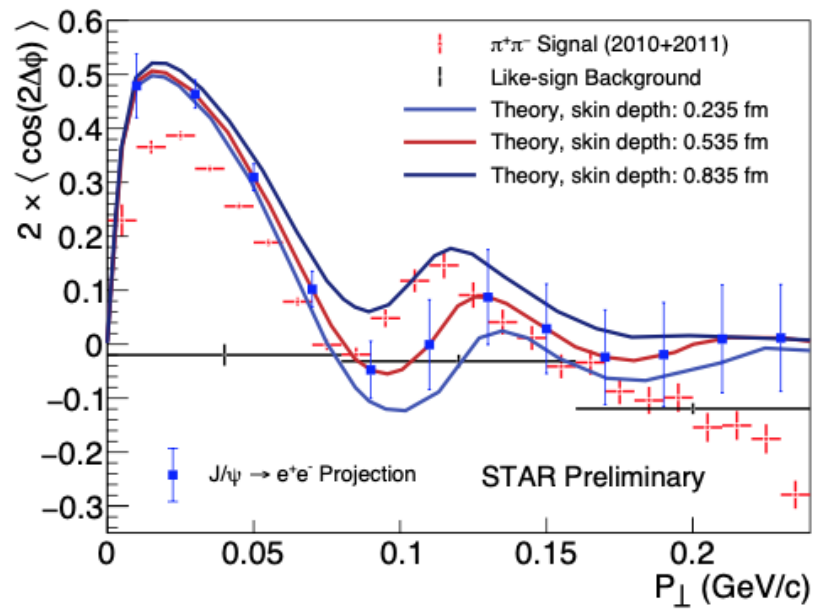 2 × ⟨ cos(2Δϕ) ⟩
0.6
0.5
0.4
0.3
0.2
0.1
0
−0.1
−0.2
−0.3
π⁺π⁻ Signal (2010+2011)
Like-sign Background
Theory, skin depth: 0.235 fm
Theory, skin depth: 0.535 fm
Theory, skin depth: 0.835 fm
J/ψ → e⁺e⁻ Projection
STAR Preliminary
0 0.05 0.1 0.15 0.2
P⊥ (GeV/c)